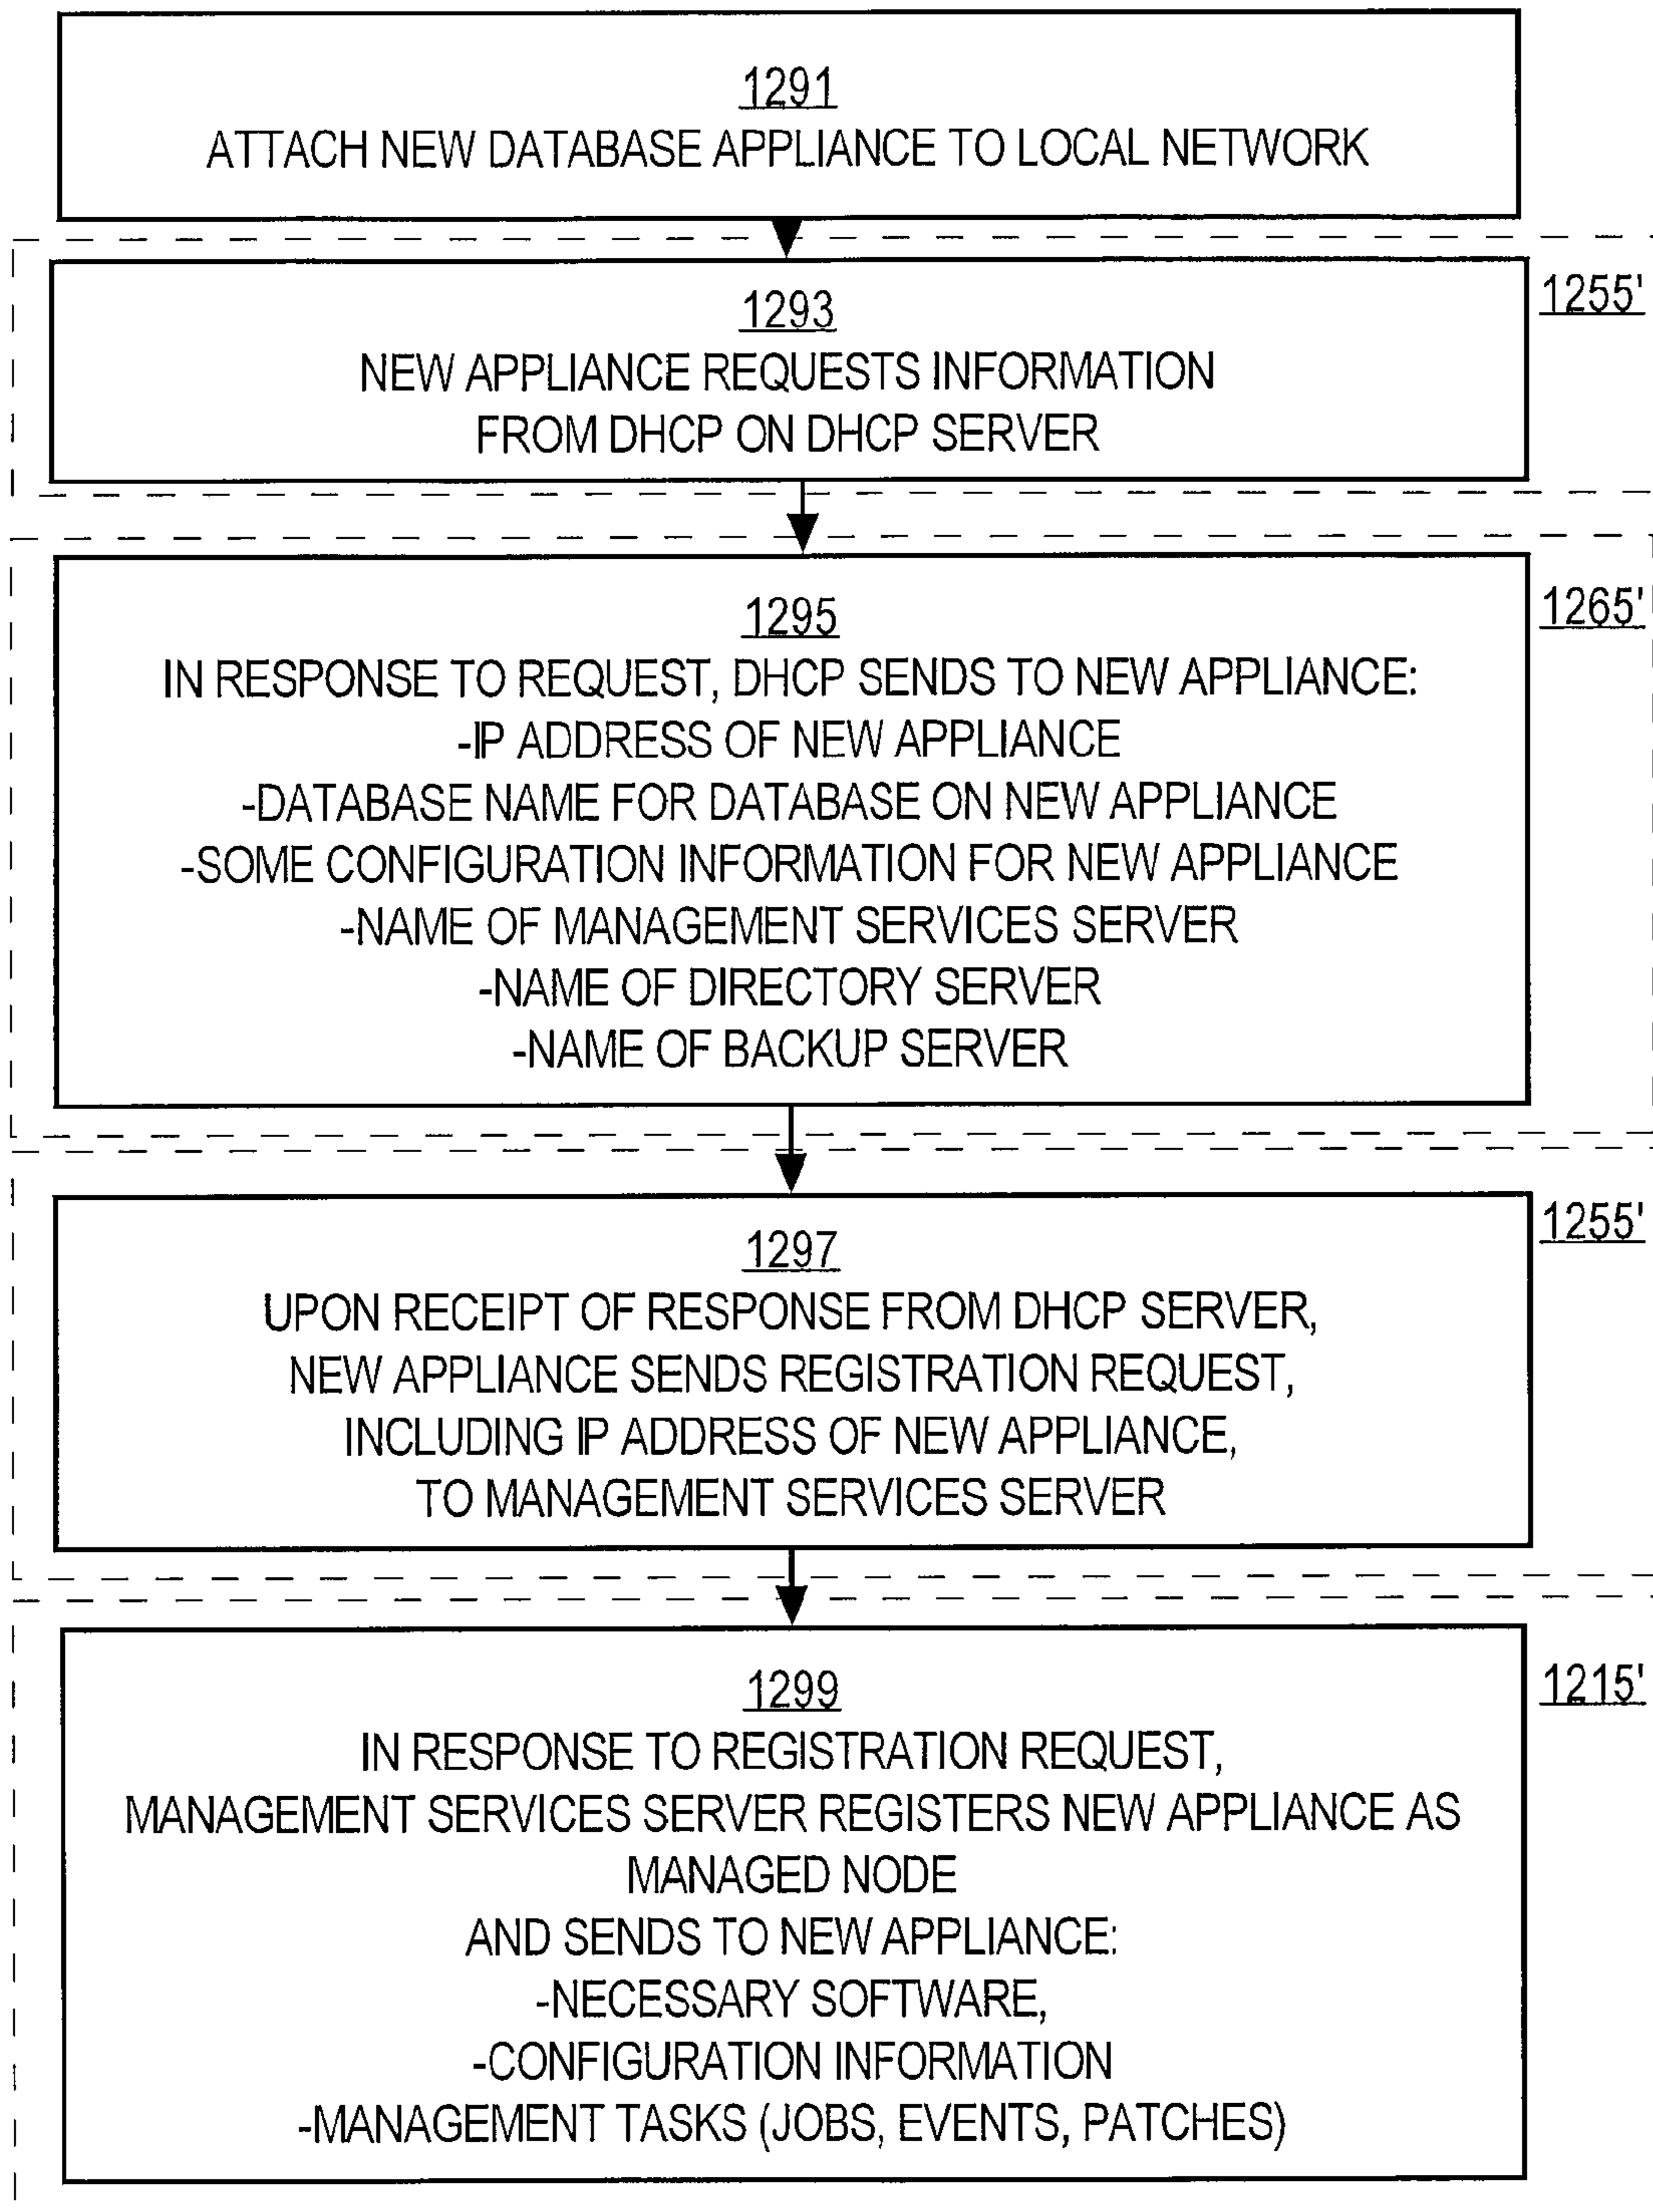 1291
ATTACH NEW DATABASE APPLIANCE TO LOCAL NETWORK
1255'
1293
NEW APPLIANCE REQUESTS INFORMATION
FROM DHCP ON DHCP SERVER
1265'
1295
IN RESPONSE TO REQUEST, DHCP SENDS TO NEW APPLIANCE:
-IP ADDRESS OF NEW APPLIANCE
-DATABASE NAME FOR DATABASE ON NEW APPLIANCE
-SOME CONFIGURATION INFORMATION FOR NEW APPLIANCE
-NAME OF MANAGEMENT SERVICES SERVER
-NAME OF DIRECTORY SERVER
-NAME OF BACKUP SERVER
1255'
1297
UPON RECEIPT OF RESPONSE FROM DHCP SERVER,
NEW APPLIANCE SENDS REGISTRATION REQUEST,
INCLUDING IP ADDRESS OF NEW APPLIANCE,
TO MANAGEMENT SERVICES SERVER
1215'
1299
IN RESPONSE TO REGISTRATION REQUEST,
MANAGEMENT SERVICES SERVER REGISTERS NEW APPLIANCE AS
MANAGED NODE
AND SENDS TO NEW APPLIANCE:
-NECESSARY SOFTWARE,
-CONFIGURATION INFORMATION
-MANAGEMENT TASKS (JOBS, EVENTS, PATCHES)